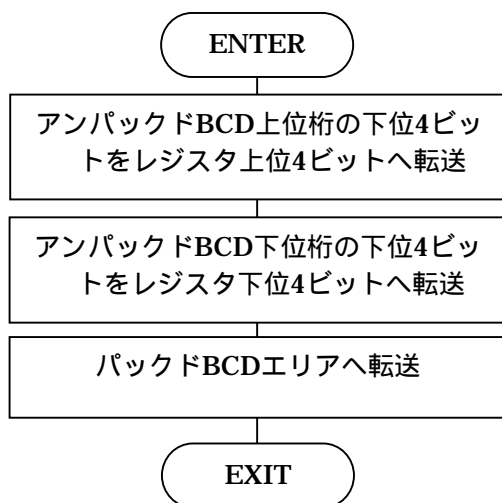 ENTER
アンパックドBCD上位桁の下位4ビッ
トをレジスタ上位4ビットへ転送
アンパックドBCD下位桁の下位4ビッ
トをレジスタ下位4ビットへ転送
パックドBCDエリアへ転送
EXIT